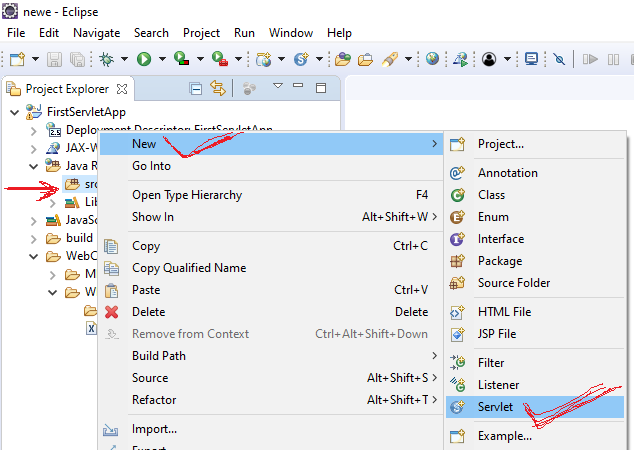 newe - Eclipse
File Edit Navigate Search Project Run Window Help
Project Explorer
FirstServletApp
Deployment Descriptor: FirstServletApp
JAX-W
Java R
src
Lib
JavaSc
build
WebC
M
W
New
Go Into
Open Type Hierarchy F4
Show In Alt+Shift+W
Copy Ctrl+C
Copy Qualified Name
Paste Ctrl+V
Delete Delete
Remove from Context Ctrl+Alt+Shift+Down
Build Path
Source Alt+Shift+S
Refactor Alt+Shift+T
Import...
Export
Project...
Annotation
Class
Enum
Interface
Package
Source Folder
HTML File
JSP File
Filter
Listener
Servlet
Example...